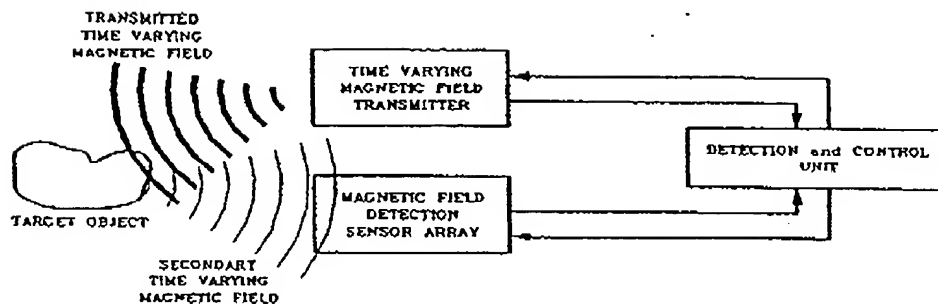 TRANSMITTED
TIME VARYING
MAGNETIC FIELD
TIME VARYING
MAGNETIC FIELD
TRANSMITTER
DETECTION and CONTROL
UNIT
MAGNETIC FIELD
DETECTION
SENSOR ARRAY
TARGET OBJECT
SECONDARY
TIME VARYING
MAGNETIC FIELD